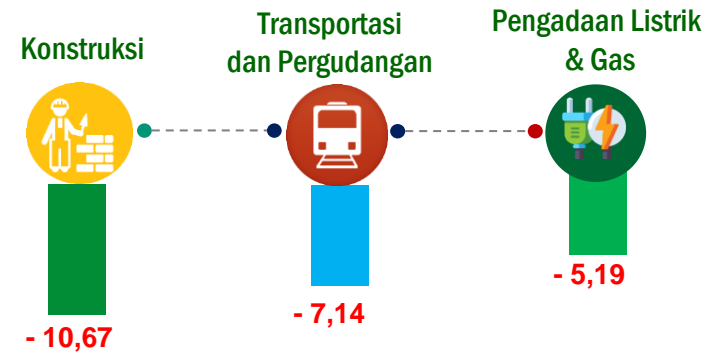 Konstruksi
Transportasi
dan Pergudangan
Pengadaan Listrik
& Gas
- 10,67
- 7,14
- 5,19